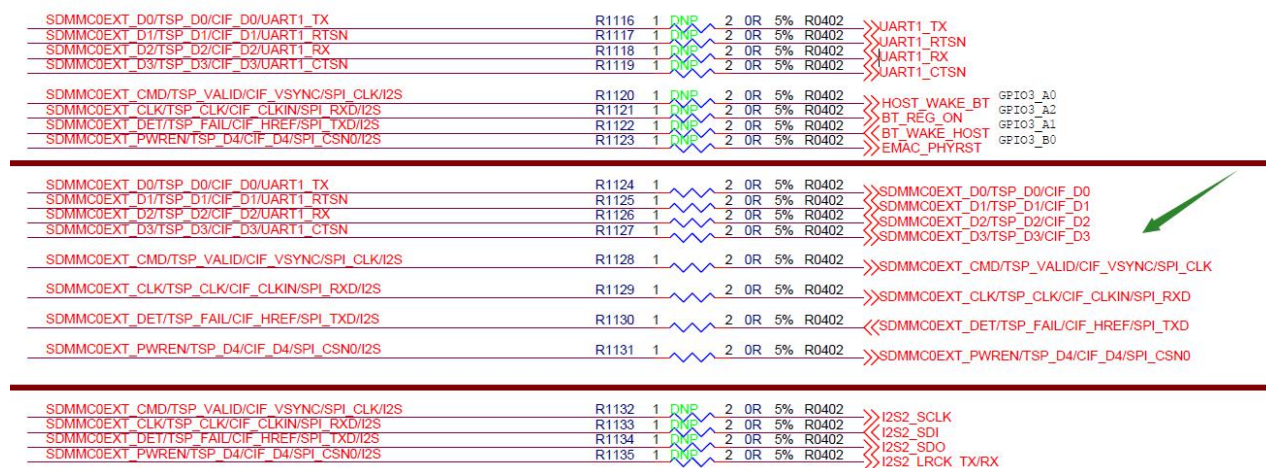 SDMMC0EXT_D0/TSP_D0/CIF_D0/UART1_TX R1116 1 DNP 2 0R 5% R0402 UART1_TX
SDMMC0EXT_D1/TSP_D1/CIF_D1/UART1_RTSN R1117 1 DNP 2 0R 5% R0402 UART1_RTSN
SDMMC0EXT_D2/TSP_D2/CIF_D2/UART1_RX R1118 1 DNP 2 0R 5% R0402 UART1_RX
SDMMC0EXT_D3/TSP_D3/CIF_D3/UART1_CTSN R1119 1 DNP 2 0R 5% R0402 UART1_CTSN
SDMMC0EXT_CMD/TSP_VALID/CIF_VSYNC/SPI_CLK/I2S R1120 1 DNP 2 0R 5% R0402 HOST_WAKE_BT GPIO3_A0
SDMMC0EXT_CLK/TSP_CLK/CIF_CLKIN/SPI_RXD/I2S R1121 1 DNP 2 0R 5% R0402 BT_REG_ON GPIO3_A2
SDMMC0EXT_DET/TSP_FAIL/CIF_HREF/SPI_TXD/I2S R1122 1 DNP 2 0R 5% R0402 BT_WAKE_HOST GPIO3_A1
SDMMC0EXT_PWREN/TSP_D4/CIF_D4/SPI_CSN0/I2S R1123 1 DNP 2 0R 5% R0402 EMAC_PHYRST GPIO3_B0
SDMMC0EXT_D0/TSP_D0/CIF_D0/UART1_TX R1124 1 2 0R 5% R0402 SDMMC0EXT_D0/TSP_D0/CIF_D0
SDMMC0EXT_D1/TSP_D1/CIF_D1/UART1_RTSN R1125 1 2 0R 5% R0402 SDMMC0EXT_D1/TSP_D1/CIF_D1
SDMMC0EXT_D2/TSP_D2/CIF_D2/UART1_RX R1126 1 2 0R 5% R0402 SDMMC0EXT_D2/TSP_D2/CIF_D2
SDMMC0EXT_D3/TSP_D3/CIF_D3/UART1_CTSN R1127 1 2 0R 5% R0402 SDMMC0EXT_D3/TSP_D3/CIF_D3
SDMMC0EXT_CMD/TSP_VALID/CIF_VSYNC/SPI_CLK/I2S R1128 1 2 0R 5% R0402 SDMMC0EXT_CMD/TSP_VALID/CIF_VSYNC/SPI_CLK
SDMMC0EXT_CLK/TSP_CLK/CIF_CLKIN/SPI_RXD/I2S R1129 1 2 0R 5% R0402 SDMMC0EXT_CLK/TSP_CLK/CIF_CLKIN/SPI_RXD
SDMMC0EXT_DET/TSP_FAIL/CIF_HREF/SPI_TXD/I2S R1130 1 2 0R 5% R0402 SDMMC0EXT_DET/TSP_FAIL/CIF_HREF/SPI_TXD
SDMMC0EXT_PWREN/TSP_D4/CIF_D4/SPI_CSN0/I2S R1131 1 2 0R 5% R0402 SDMMC0EXT_PWREN/TSP_D4/CIF_D4/SPI_CSN0
SDMMC0EXT_CMD/TSP_VALID/CIF_VSYNC/SPI_CLK/I2S R1132 1 DNP 2 0R 5% R0402 I2S2_SCLK
SDMMC0EXT_CLK/TSP_CLK/CIF_CLKIN/SPI_RXD/I2S R1133 1 DNP 2 0R 5% R0402 I2S2_SDI
SDMMC0EXT_DET/TSP_FAIL/CIF_HREF/SPI_TXD/I2S R1134 1 DNP 2 0R 5% R0402 I2S2_SDO
SDMMC0EXT_PWREN/TSP_D4/CIF_D4/SPI_CSN0/I2S R1135 1 DNP 2 0R 5% R0402 I2S2_LRCK_TX/RX